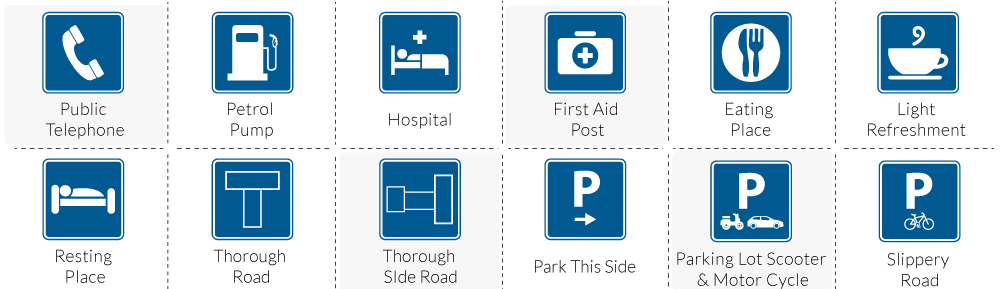 Public
Telephone
Petrol
Pump
Hospital
First Aid
Post
Eating
Place
Light
Refreshment
Resting
Place
Thorough
Road
Thorough
SIde Road
P
Park This Side
P
Parking Lot Scooter
& Motor Cycle
P
Slippery
Road